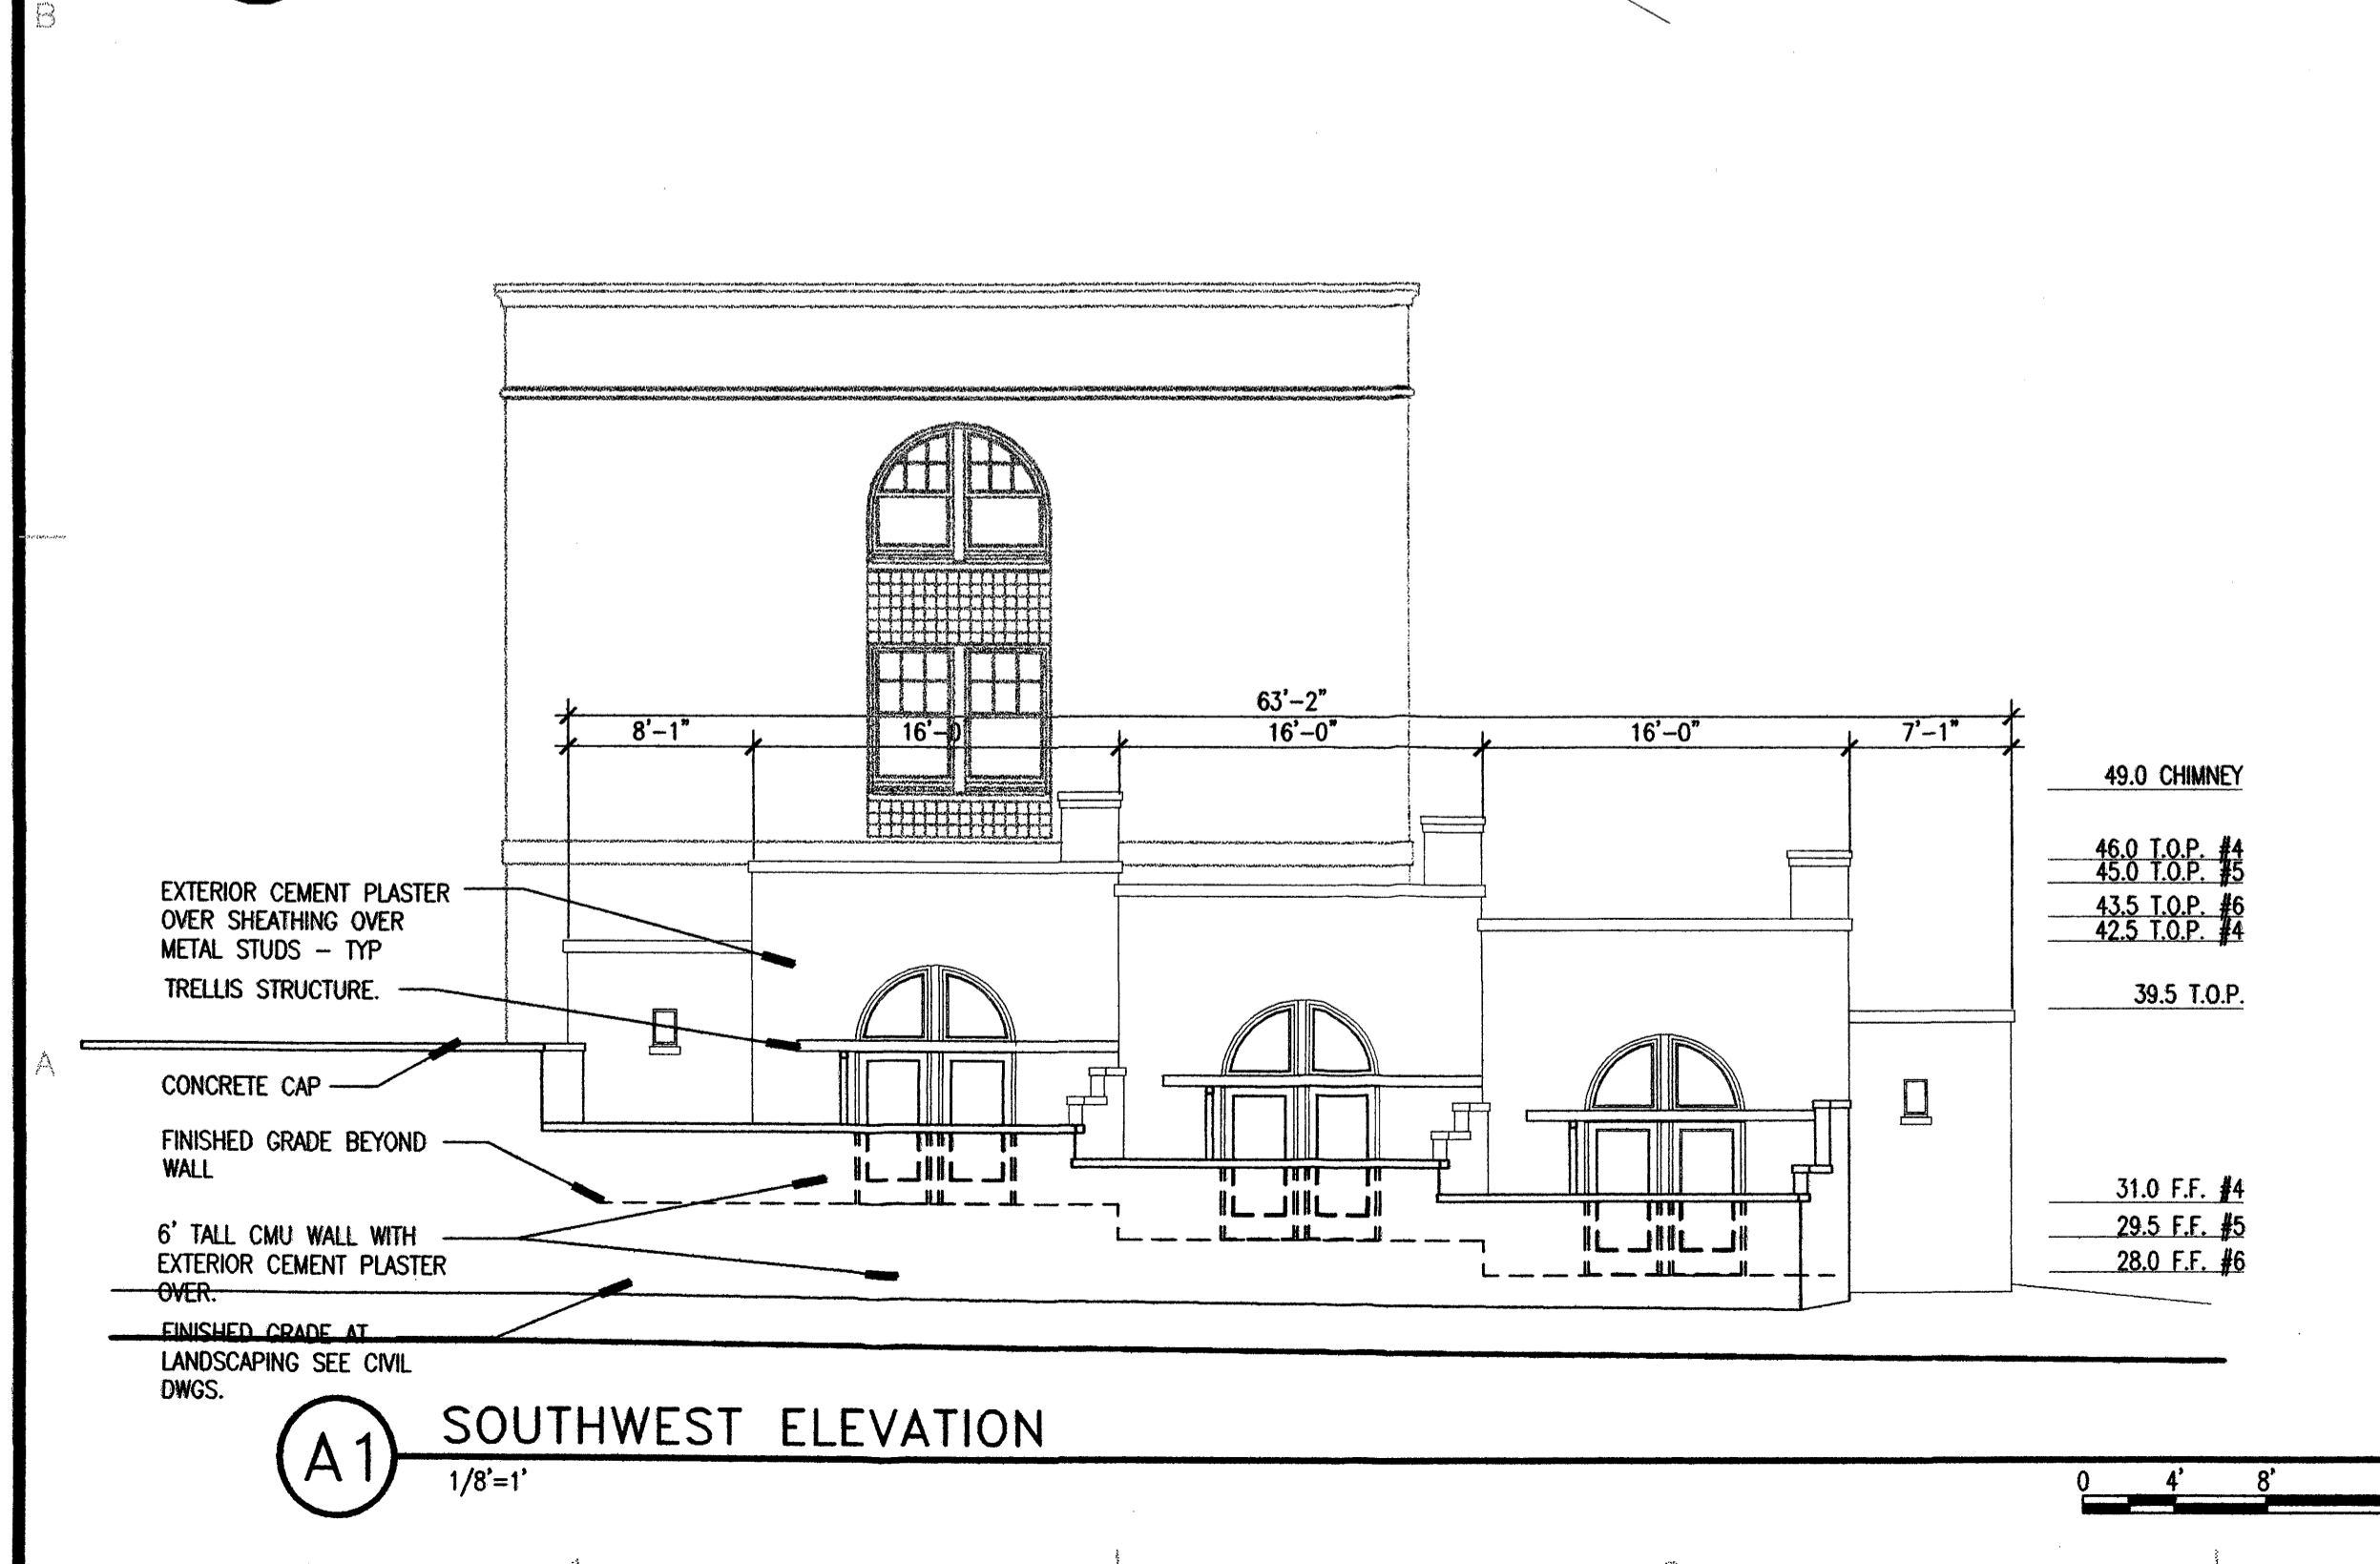 B
63'-2"
8'-1"
16'-0
16'-0"
16'-0"
7'-1"
49.0 CHIMNEY
46.0 T.O.P. #4
45.0 T.O.P. #5
43.5 T.O.P. #6
42.5 T.O.P. #4
39.5 T.O.P.
EXTERIOR CEMENT PLASTER
OVER SHEATHING OVER
METAL STUDS - TYP
TRELLIS STRUCTURE.
A
CONCRETE CAP
FINISHED GRADE BEYOND
WALL
31.0 F.F. #4
29.5 F.F. #5
28.0 F.F. #6
6' TALL CMU WALL WITH
EXTERIOR CEMENT PLASTER
OVER.
FINISHED GRADE AT
LANDSCAPING SEE CIVIL
DWGS.
A1
SOUTHWEST ELEVATION
1/8'=1'
0 4' 8'